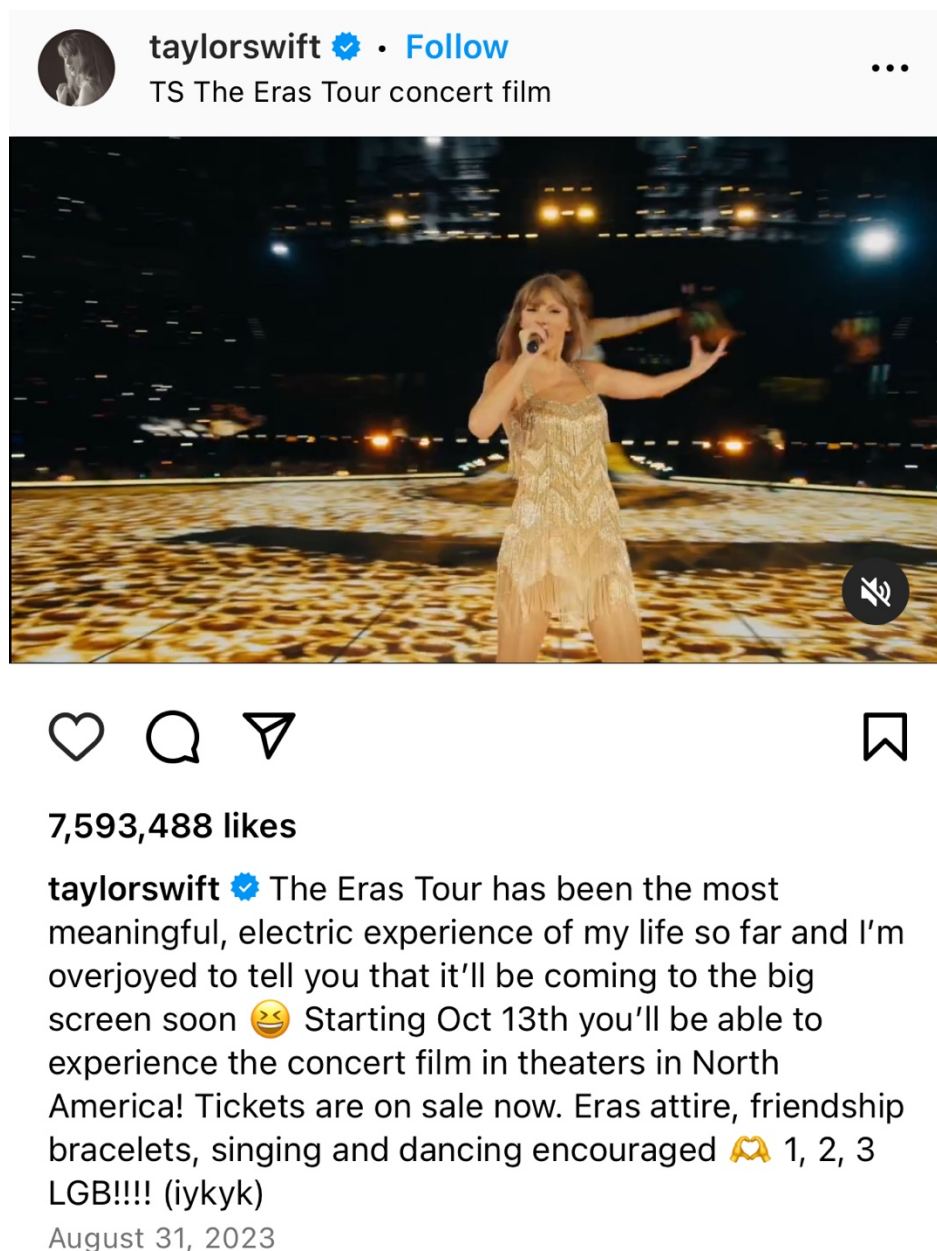 taylorswift • Follow
TS The Eras Tour concert film
7,593,488 likes
taylorswift The Eras Tour has been the most
meaningful, electric experience of my life so far and I’m
overjoyed to tell you that it’ll be coming to the big
screen soon 😆 Starting Oct 13th you’ll be able to
experience the concert film in theaters in North
America! Tickets are on sale now. Eras attire, friendship
bracelets, singing and dancing encouraged 🫶 1, 2, 3
LGB!!!! (iykyk)
August 31, 2023